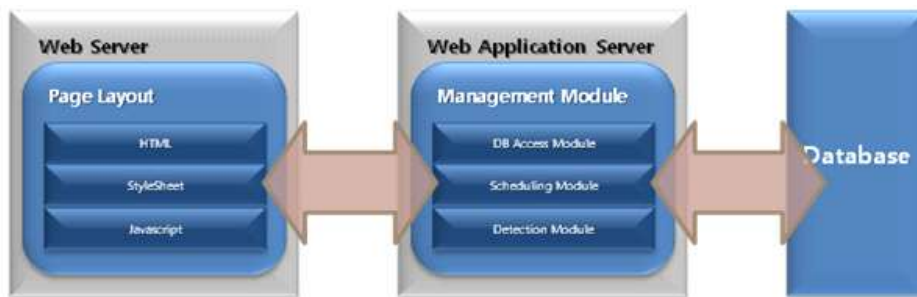 Web Server
Page Layout
HTML
StyleSheet
Javascript
Web Application Server
Management Module
DB Access Module
Scheduling Module
Detection Module
Database